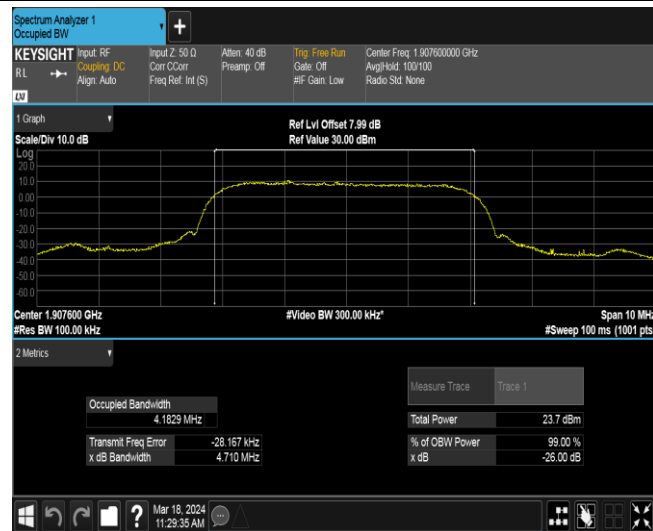 Spectrum Analyzer 1
Occupied BW
+
KEYSIGHT Input: RF Input Z: 50 Ω Atten: 40 dB Trig: Free Run Center Freq: 1.907600000 GHz
RL Coupling: DC Corr CCorr Preamp: Off Gate: Off Avg|Hold: 100/100
Align: Auto Freq Ref: Int (S) #IF Gain: Low Radio Std: None
LXI
1 Graph Ref Lvl Offset 7.99 dB
Scale/Div 10.0 dB Ref Value 30.00 dBm
Log
20.0
10.0
0.00
-10.0
-20.0
-30.0
-40.0
-50.0
-60.0
Center 1.907600 GHz #Video BW 300.00 kHz* Span 10 MHz
#Res BW 100.00 kHz #Sweep 100 ms (1001 pts
2 Metrics
Measure Trace Trace 1
Occupied Bandwidth
4.1829 MHz Total Power 23.7 dBm
Transmit Freq Error -28.167 kHz % of OBW Power 99.00 %
x dB Bandwidth 4.710 MHz x dB -26.00 dB
? Mar 18, 2024
11:29:35 AM